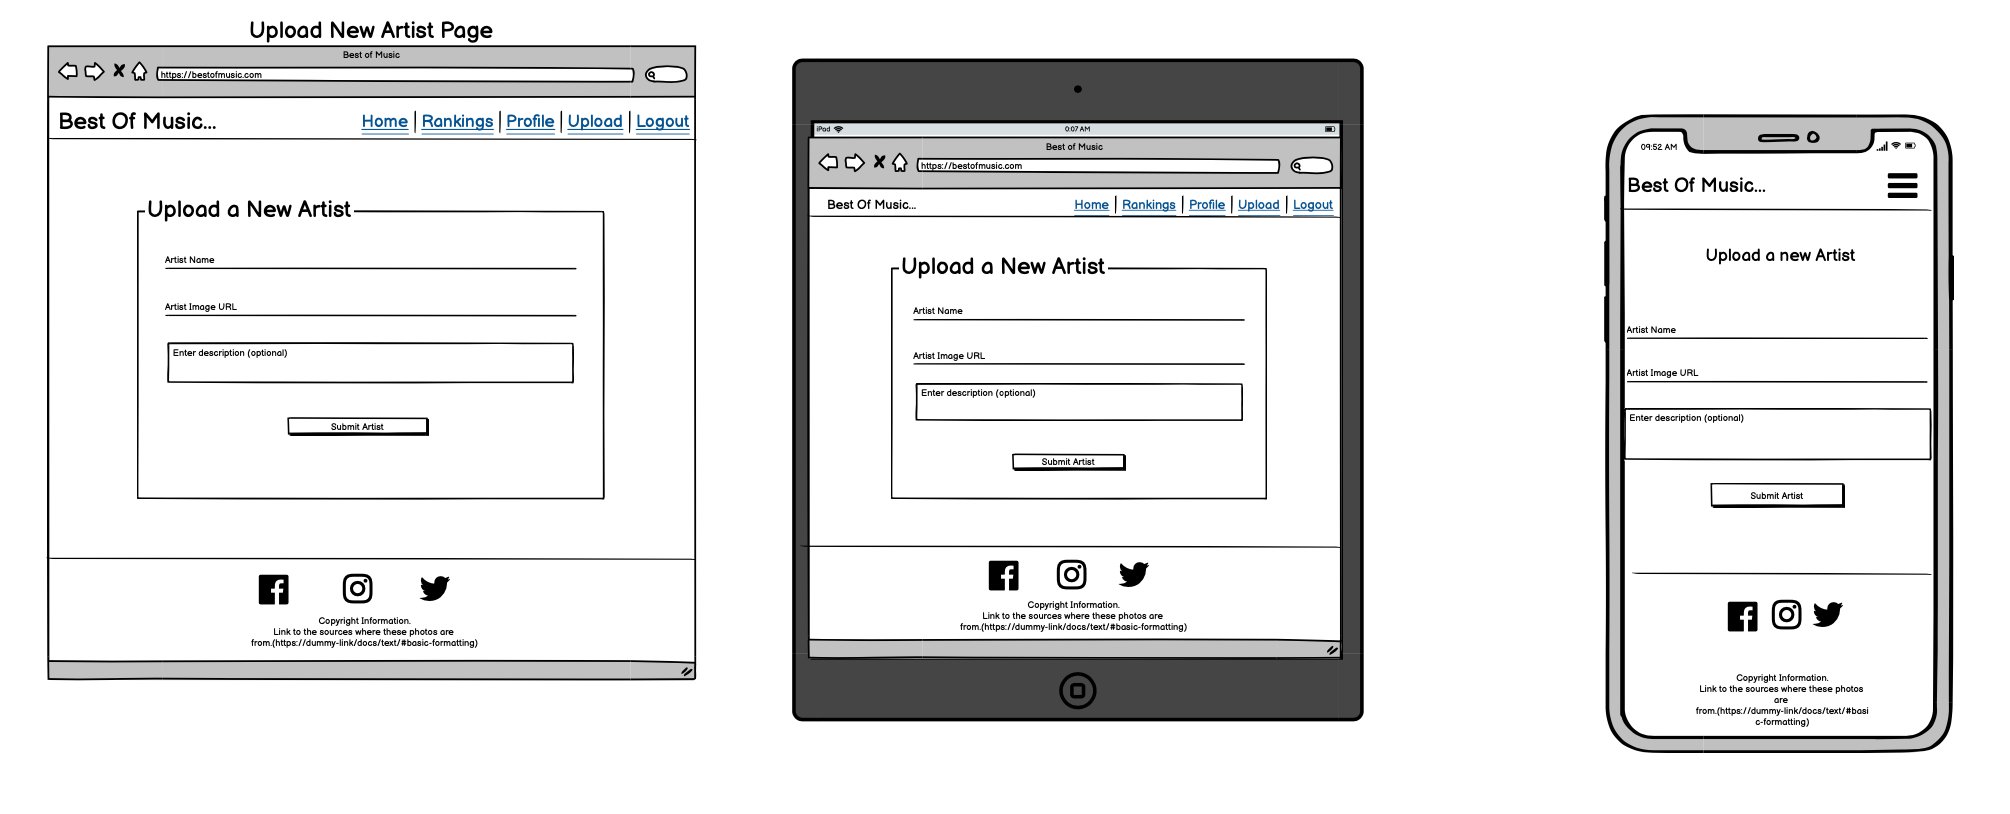 Upload New Artist Page
Best of Music
https://bestofmusic.com
Best Of Music...
Home | Rankings | Profile | Upload | Logout
Upload a New Artist
Artist Name
Artist Image URL
Enter description (optional)
Submit Artist
Copyright Information.
Link to the sources where these photos are
from.(https://dummy-link/docs/text/#basic-formatting)
iPad
0:07 AM
Best of Music
https://bestofmusic.com
Best Of Music...
Home | Rankings | Profile | Upload | Logout
Upload a New Artist
Artist Name
Artist Image URL
Enter description (optional)
Submit Artist
Copyright Information.
Link to the sources where these photos are
from.(https://dummy-link/docs/text/#basic-formatting)
09:52 AM
Best Of Music...
Upload a new Artist
Artist Name
Artist Image URL
Enter description (optional)
Submit Artist
Copyright Information.
Link to the sources where these photos
are
from.(https://dummy-link/docs/text/#basi
c-formatting)